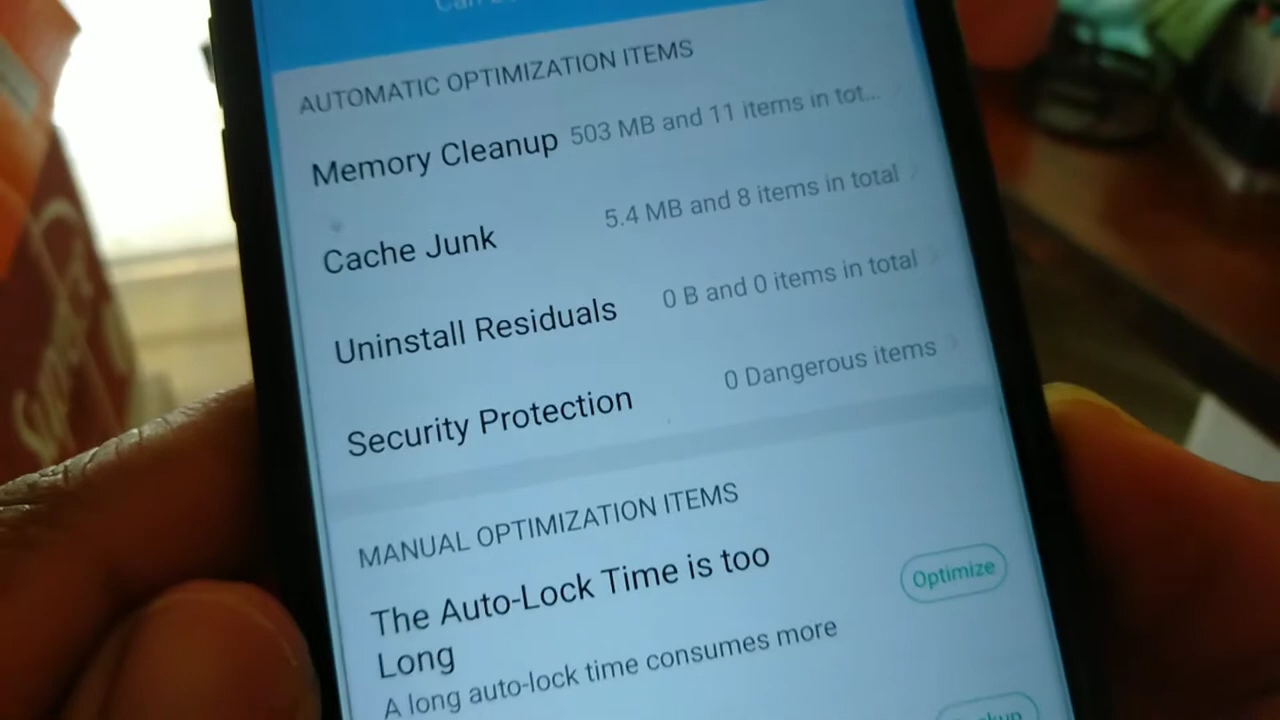 AUTOMATIC OPTIMIZATION ITEMS
Memory Cleanup 503 MB and 11 items in tot...
Cache Junk 5.4 MB and 8 items in total
Uninstall Residuals 0 B and 0 items in total
Security Protection 0 Dangerous items
MANUAL OPTIMIZATION ITEMS
The Auto-Lock Time is too
Long
Optimize
A long auto-lock time consumes more